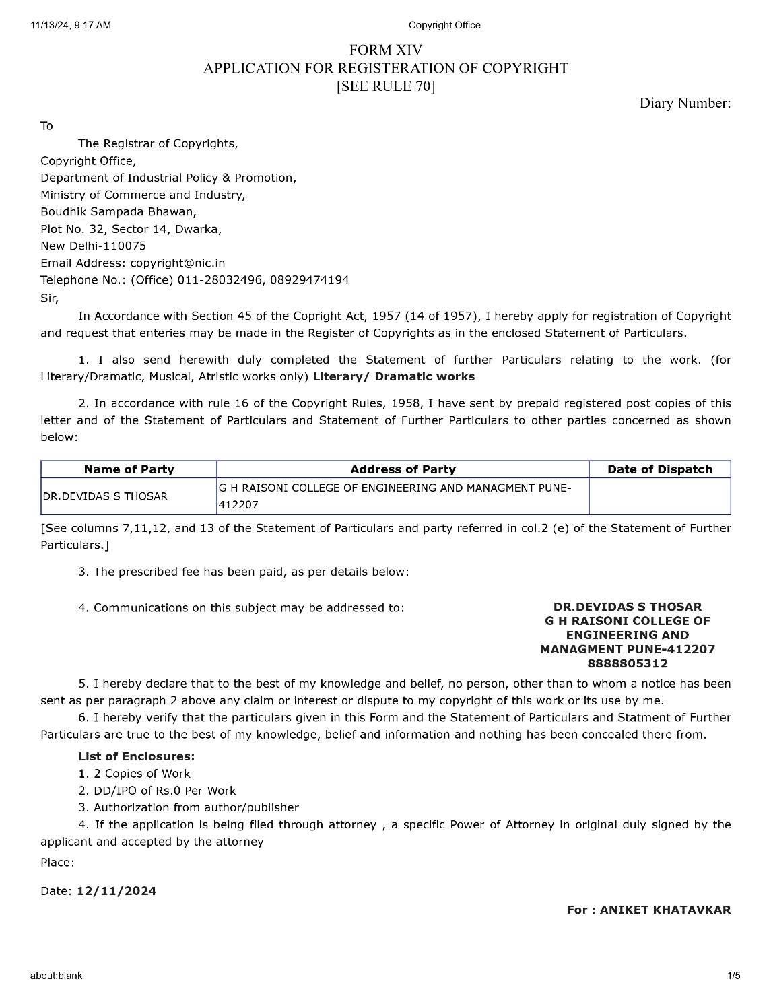 11/13/24, 9:17 AM
Copyright Office
FORM XIV
APPLICATION FOR REGISTERATION OF COPYRIGHT
[SEE RULE 70]
Diary Number:
To
The Registrar of Copyrights,
Copyright Office,
Department of Industrial Policy & Promotion,
Ministry of Commerce and Industry,
Boudhik Sampada Bhawan,
Plot No. 32, Sector 14, Dwarka,
New Delhi-110075
Email Address: copyright@nic.in
Telephone No.: (Office) 011-28032496, 08929474194
Sir,
In Accordance with Section 45 of the Copright Act, 1957 (14 of 1957), I hereby apply for registration of Copyright
and request that enteries may be made in the Register of Copyrights as in the enclosed Statement of Particulars.
1. I also send herewith duly completed the Statement of further Particulars relating to the work. (for
Literary/Dramatic, Musical, Atristic works only) Literary/ Dramatic works
2. In accordance with rule 16 of the Copyright Rules, 1958, I have sent by prepaid registered post copies of this
letter and of the Statement of Particulars and Statement of Further Particulars to other parties concerned as shown
below:
Name of Party
Address of Party
Date of Dispatch
DR.DEVIDAS S THOSAR
G H RAISONI COLLEGE OF ENGINEERING AND MANAGMENT PUNE-
412207
[See columns 7,11,12, and 13 of the Statement of Particulars and party referred in col.2 (e) of the Statement of Further
Particulars.]
3. The prescribed fee has been paid, as per details below:
4. Communications on this subject may be addressed to:
DR.DEVIDAS S THOSAR
G H RAISONI COLLEGE OF
ENGINEERING AND
MANAGMENT PUNE-412207
8888805312
5. I hereby declare that to the best of my knowledge and belief, no person, other than to whom a notice has been
sent as per paragraph 2 above any claim or interest or dispute to my copyright of this work or its use by me.
6. I hereby verify that the particulars given in this Form and the Statement of Particulars and Statment of Further
Particulars are true to the best of my knowledge, belief and information and nothing has been concealed there from.
List of Enclosures:
1. 2 Copies of Work
2. DD/IPO of Rs.0 Per Work
3. Authorization from author/publisher
4. If the application is being filed through attorney , a specific Power of Attorney in original duly signed by the
applicant and accepted by the attorney
Place:
Date: 12/11/2024
For : ANIKET KHATAVKAR
about:blank
1/5